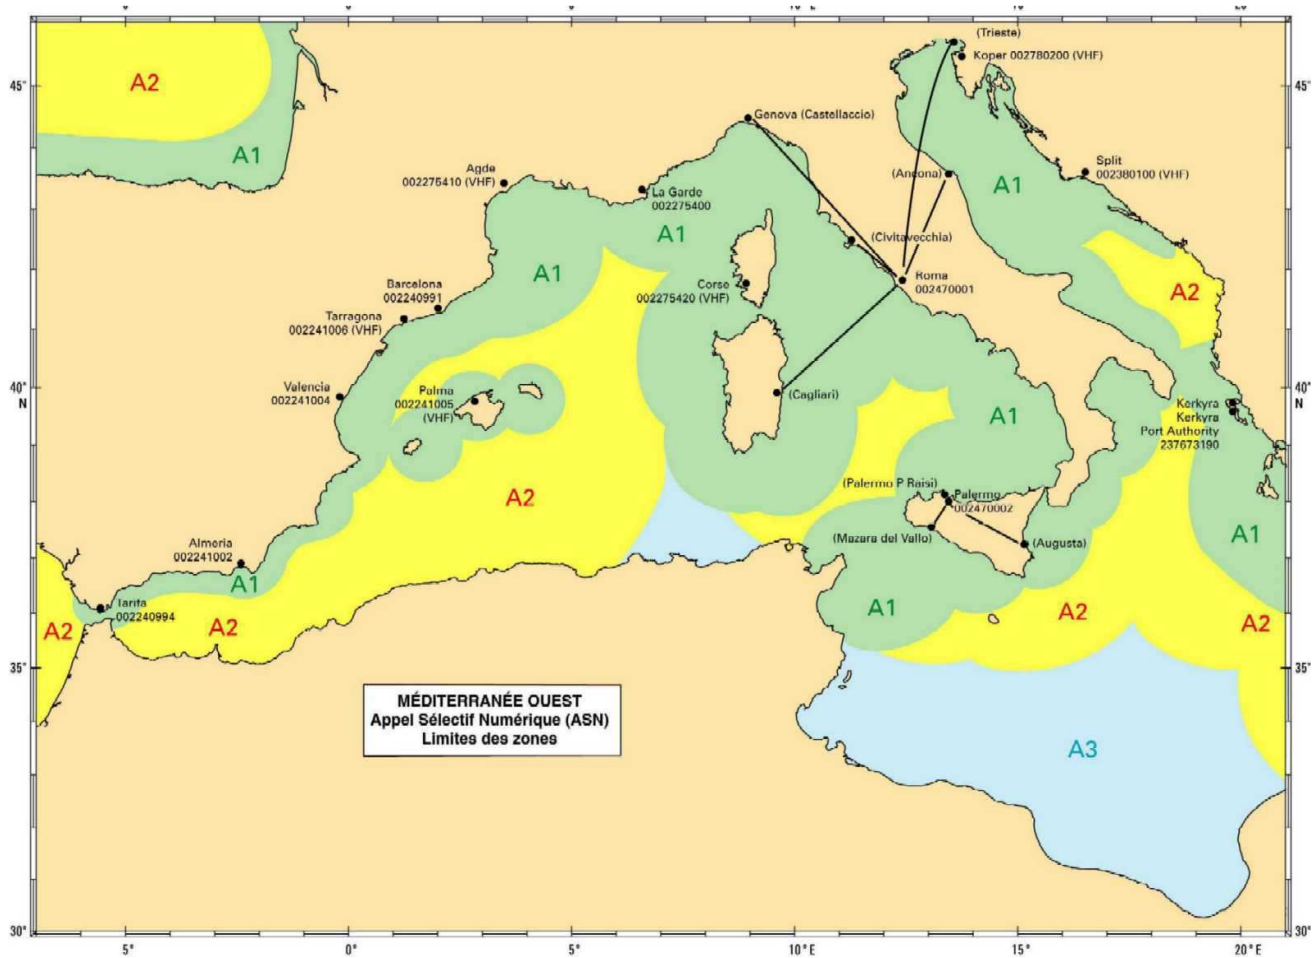 10° E
20°
(Trieste)
Koper 002780200 (VHF)
45°
A2
45°
Genova (Castellaccio)
A1
Agde
002275410 (VHF)
Split
002380100 (VHF)
(Ancona)
A1
La Garde
002275400
A1
(Civitavecchia)
A1
Roma
002470001
Barcelona
002240991
Corse
002275420 (VHF)
A2
Tarragona
002241006 (VHF)
40°
N
Valencia
002241004
Palma
002241005
(VHF)
(Cagliari)
40°
N
Kerkyra
Kerkyra
Port Authority
237673190
A1
A2
(Palermo P Raisi)
Palermo
002470002
(Mazara del Vallo)
(Augusta)
A1
Almeria
002241002
A1
Tarifa
002240994
A1
A2
A2
A2
A2
35°
35°
MÉDITERRANÉE OUEST
Appel Sélectif Numérique (ASN)
Limites des zones
A3
30°
30°
5°
0°
5°
10° E
15°
20° E